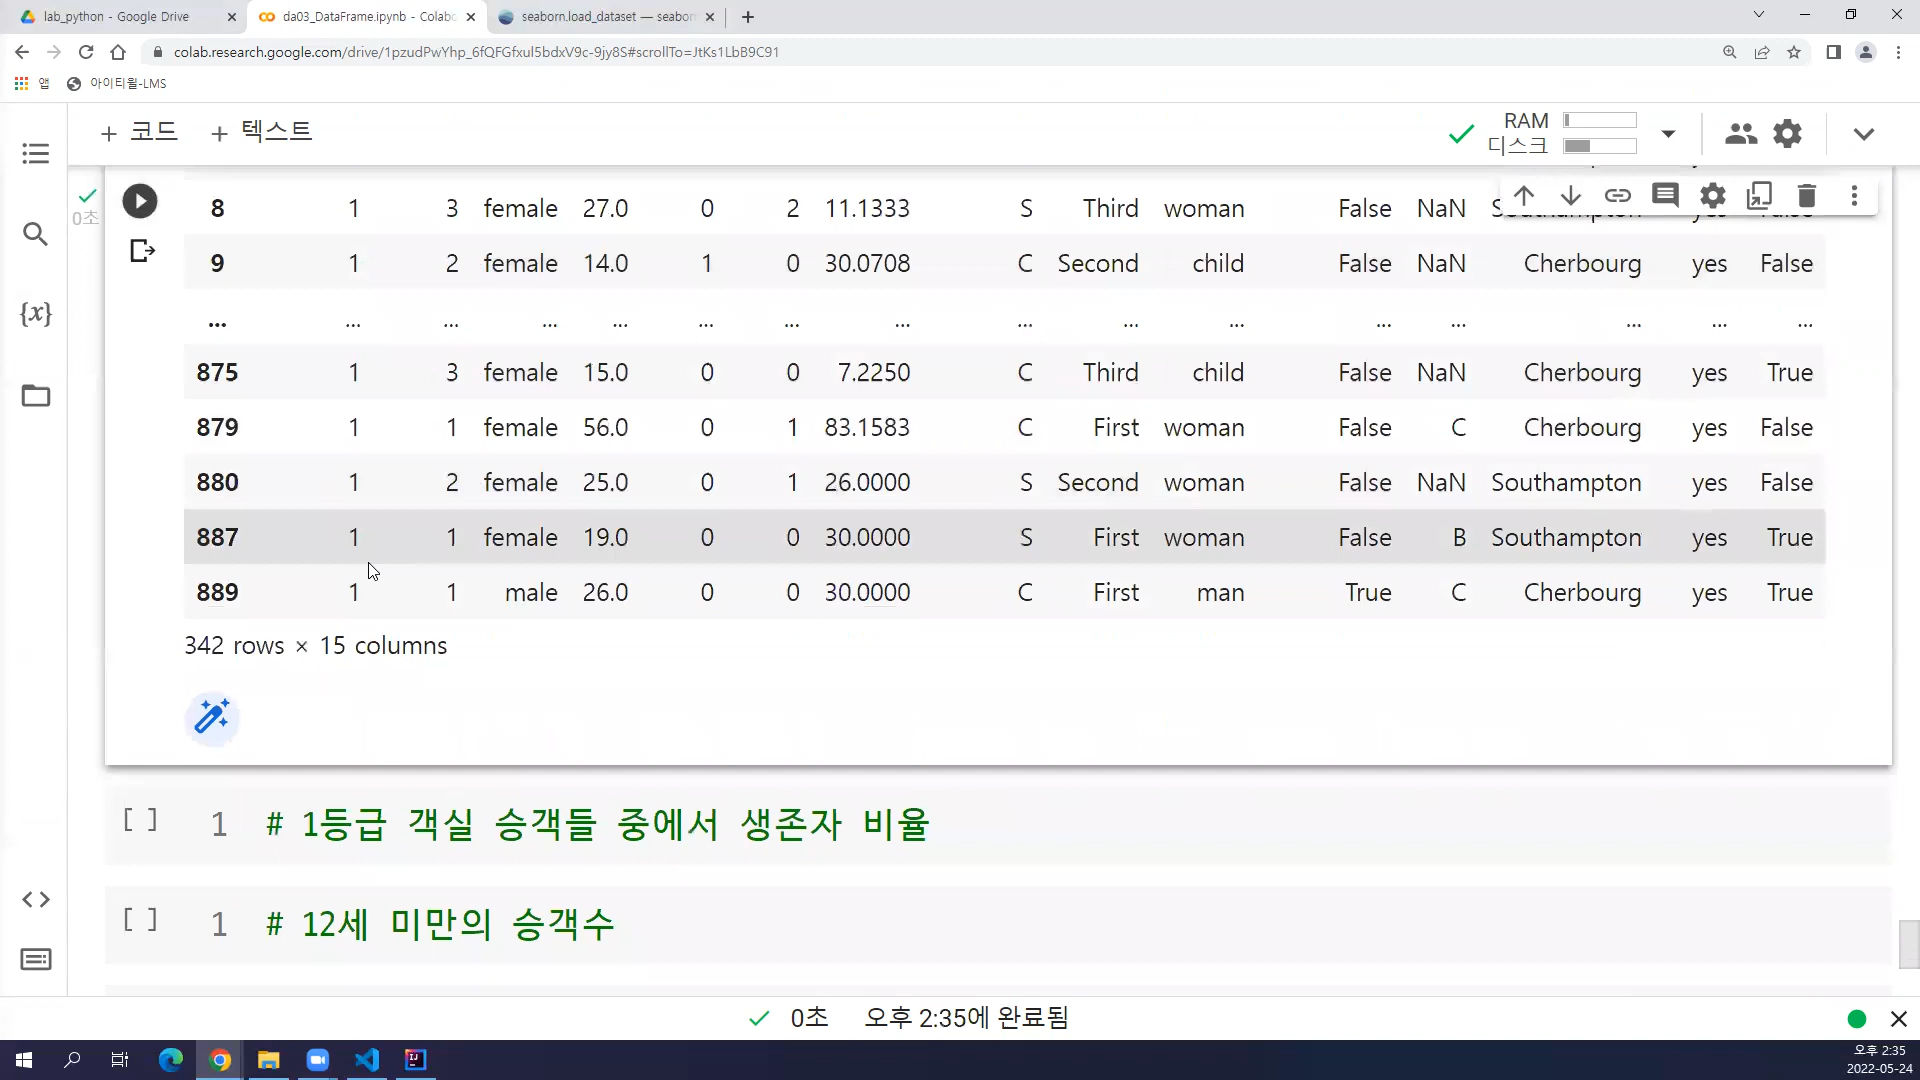 lab_python - Google Drive
da03_DataFrame.ipynb - Colab
seaborn.load_dataset — seabor
colab.research.google.com/drive/1pzudPwYhp_6fQFGfxul5bdxV9c-9jy8S#scrollTo=JtKs1LbB9C91
앱 아이티윌-LMS
+ 코드 + 텍스트
RAM
디스크
0초
8 1 3 female 27.0 0 2 11.1333 S Third woman False NaN
9 1 2 female 14.0 1 0 30.0708 C Second child False NaN Cherbourg yes False
... ... ... ... ... ... ... ... ... ... ... ... ... ... ... ...
875 1 3 female 15.0 0 0 7.2250 C Third child False NaN Cherbourg yes True
879 1 1 female 56.0 0 1 83.1583 C First woman False C Cherbourg yes False
880 1 2 female 25.0 0 1 26.0000 S Second woman False NaN Southampton yes False
887 1 1 female 19.0 0 0 30.0000 S First woman False B Southampton yes True
889 1 1 male 26.0 0 0 30.0000 C First man True C Cherbourg yes True
342 rows × 15 columns
[ ] 1 # 1등급 객실 승객들 중에서 생존자 비율
[ ] 1 # 12세 미만의 승객수
0초 오후 2:35에 완료됨
오후 2:35
2022-05-24